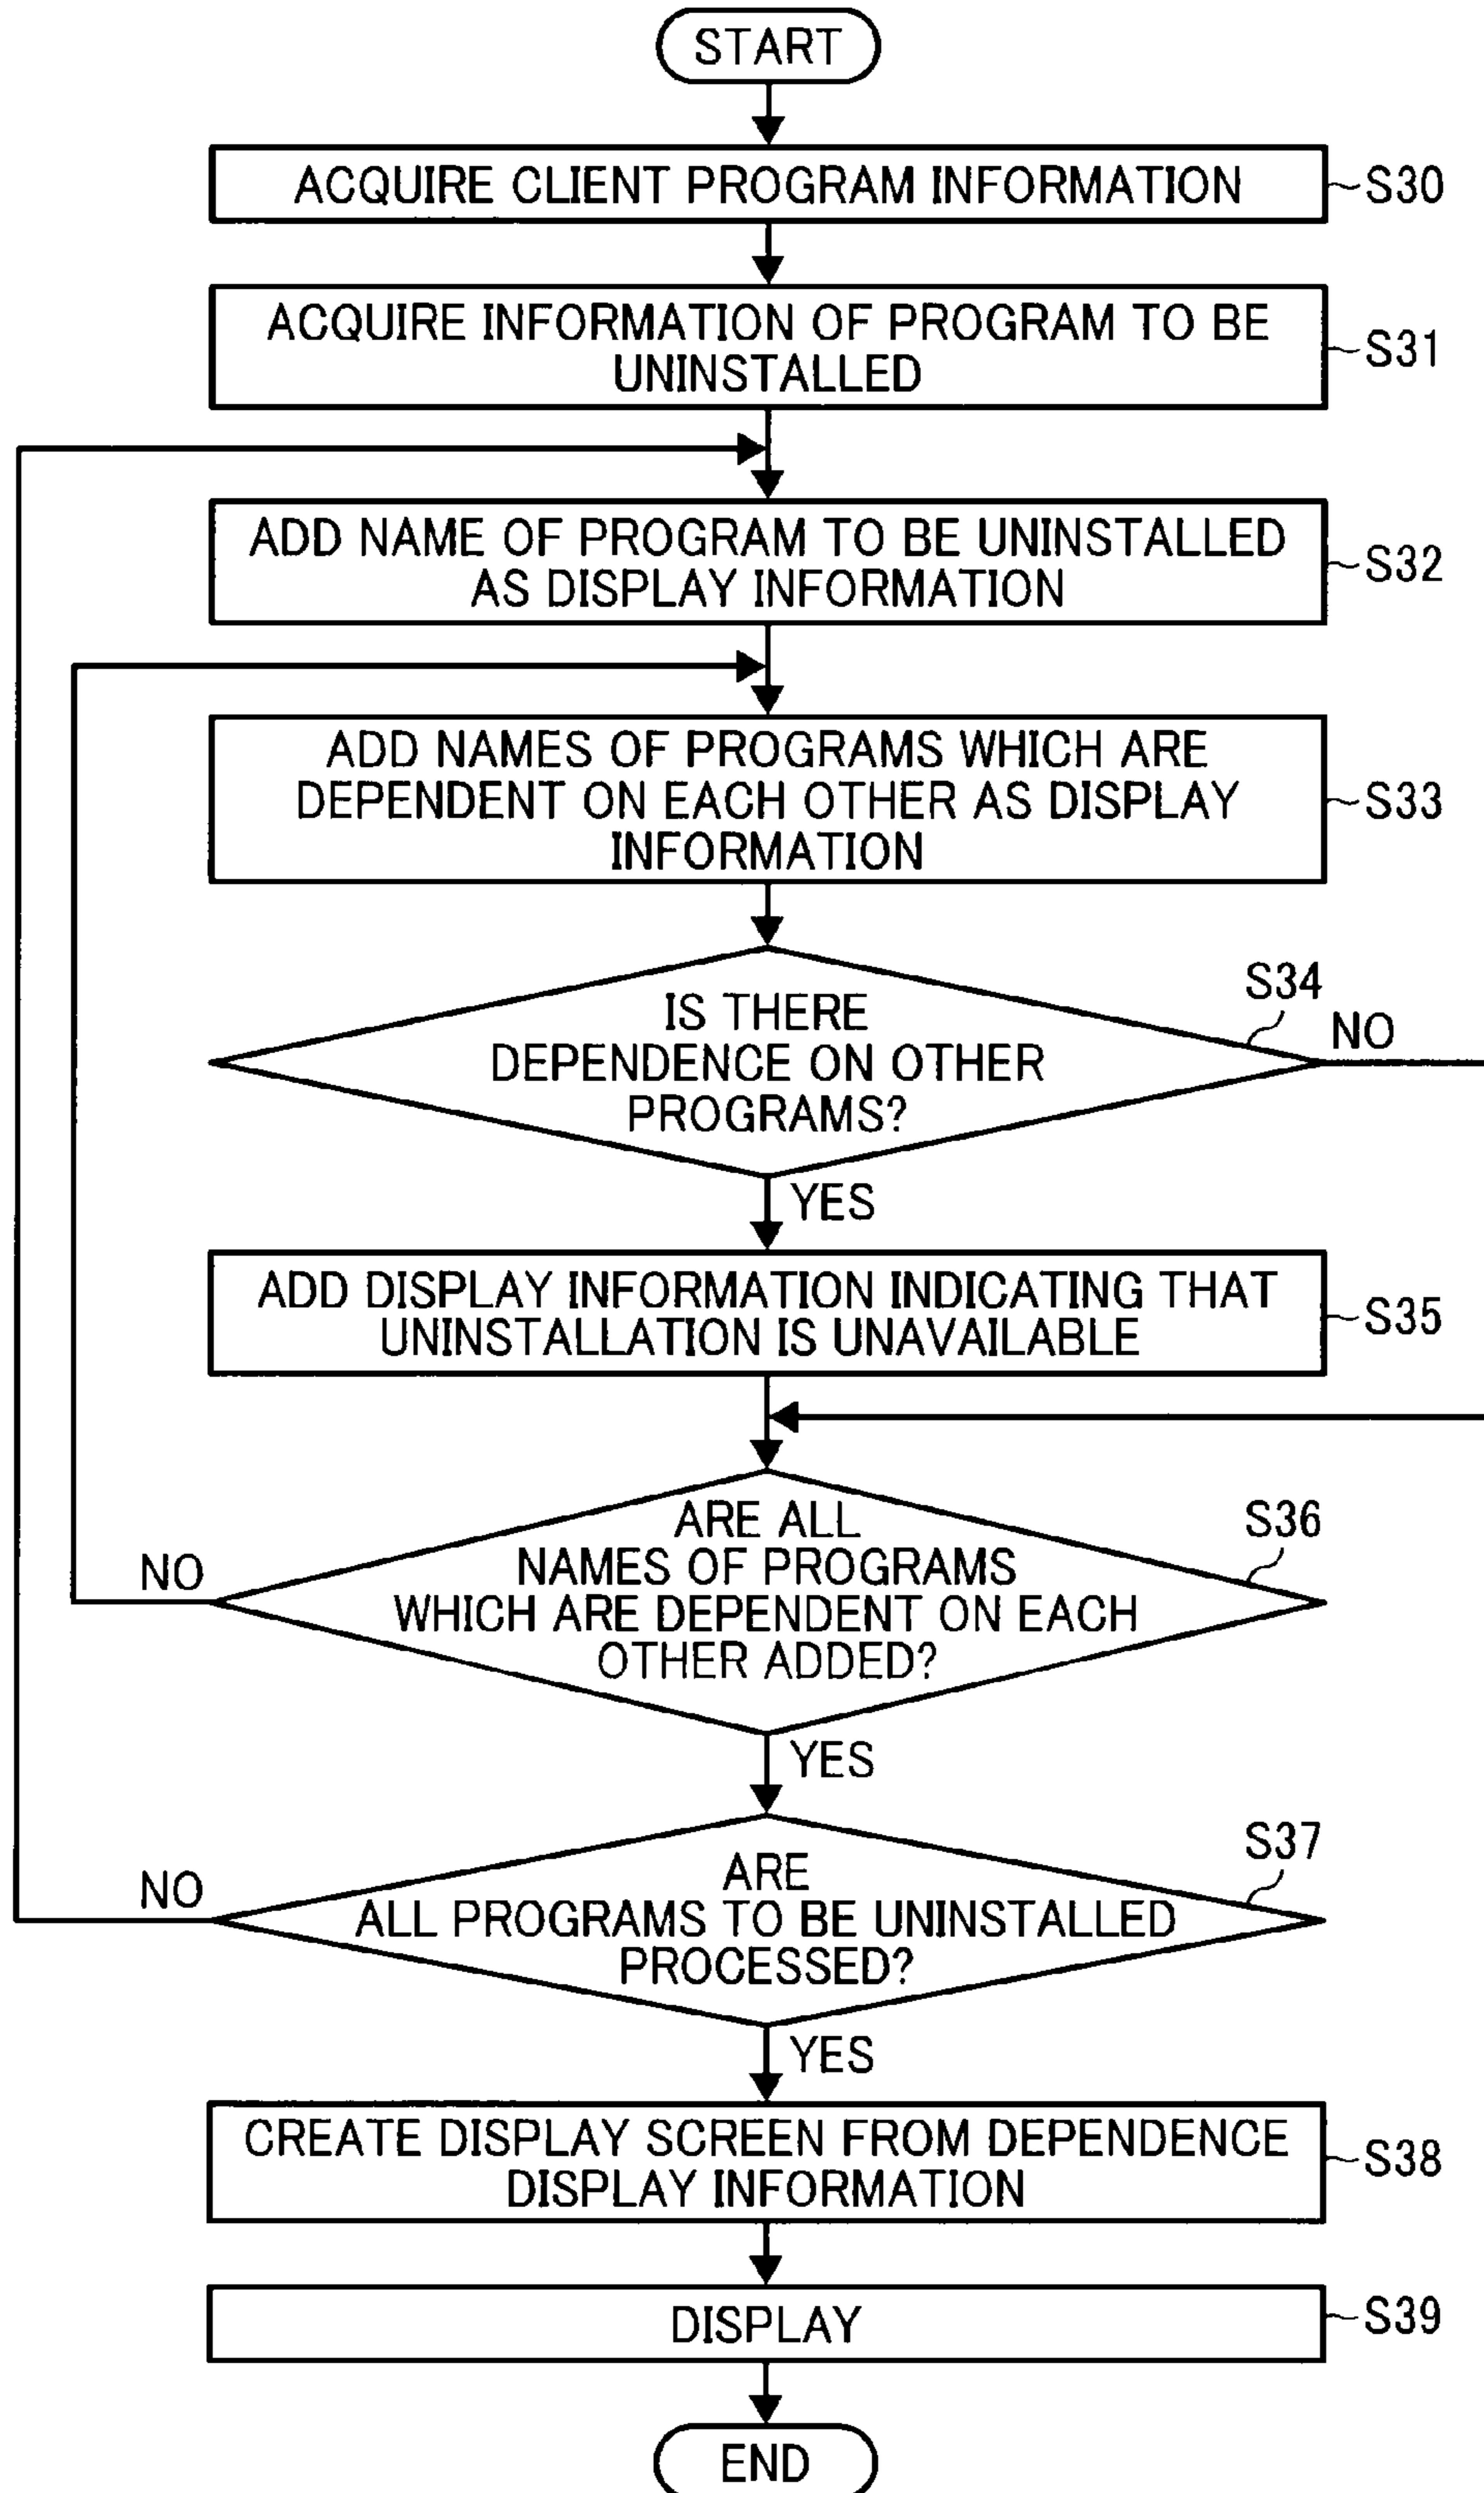 START
ACQUIRE CLIENT PROGRAM INFORMATION
S30
ACQUIRE INFORMATION OF PROGRAM TO BE
UNINSTALLED
S31
ADD NAME OF PROGRAM TO BE UNINSTALLED
AS DISPLAY INFORMATION
S32
ADD NAMES OF PROGRAMS WHICH ARE
DEPENDENT ON EACH OTHER AS DISPLAY
INFORMATION
S33
IS THERE
DEPENDENCE ON OTHER
PROGRAMS?
S34
NO
YES
ADD DISPLAY INFORMATION INDICATING THAT
UNINSTALLATION IS UNAVAILABLE
S35
ARE ALL
NAMES OF PROGRAMS
WHICH ARE DEPENDENT ON EACH
OTHER ADDED?
S36
NO
YES
ARE
ALL PROGRAMS TO BE UNINSTALLED
PROCESSED?
S37
NO
YES
CREATE DISPLAY SCREEN FROM DEPENDENCE
DISPLAY INFORMATION
S38
DISPLAY
S39
END